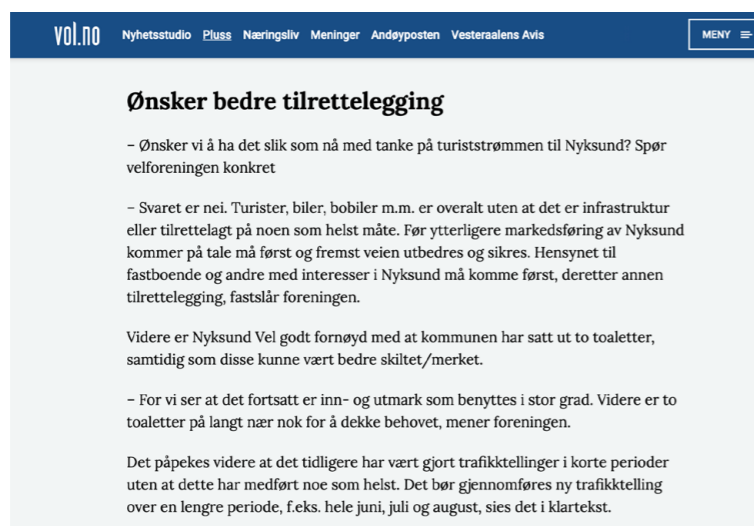 vol.no Nyhetsstudio Pluss Næringsliv Meninger Andøyposten Vesteraalens Avis MENY
Ønsker bedre tilrettelegging
– Ønsker vi å ha det slik som nå med tanke på turiststrømmen til Nyksund? Spør
velforeningen konkret
– Svaret er nei. Turister, biler, bobiler m.m. er overalt uten at det er infrastruktur
eller tilrettelagt på noen som helst måte. Før ytterligere markedsføring av Nyksund
kommer på tale må først og fremst veien utbedres og sikres. Hensynet til
fastboende og andre med interesser i Nyksund må komme først, deretter annen
tilrettelegging, fastslår foreningen.
Videre er Nyksund Vel godt fornøyd med at kommunen har satt ut to toaletter,
samtidig som disse kunne vært bedre skiltet/merket.
– For vi ser at det fortsatt er inn- og utmark som benyttes i stor grad. Videre er to
toaletter på langt nær nok for å dekke behovet, mener foreningen.
Det påpekes videre at det tidligere har vært gjort trafikktellinger i korte perioder
uten at dette har medført noe som helst. Det bør gjennomføres ny trafikktelling
over en lengre periode, f.eks. hele juni, juli og august, sies det i klartekst.